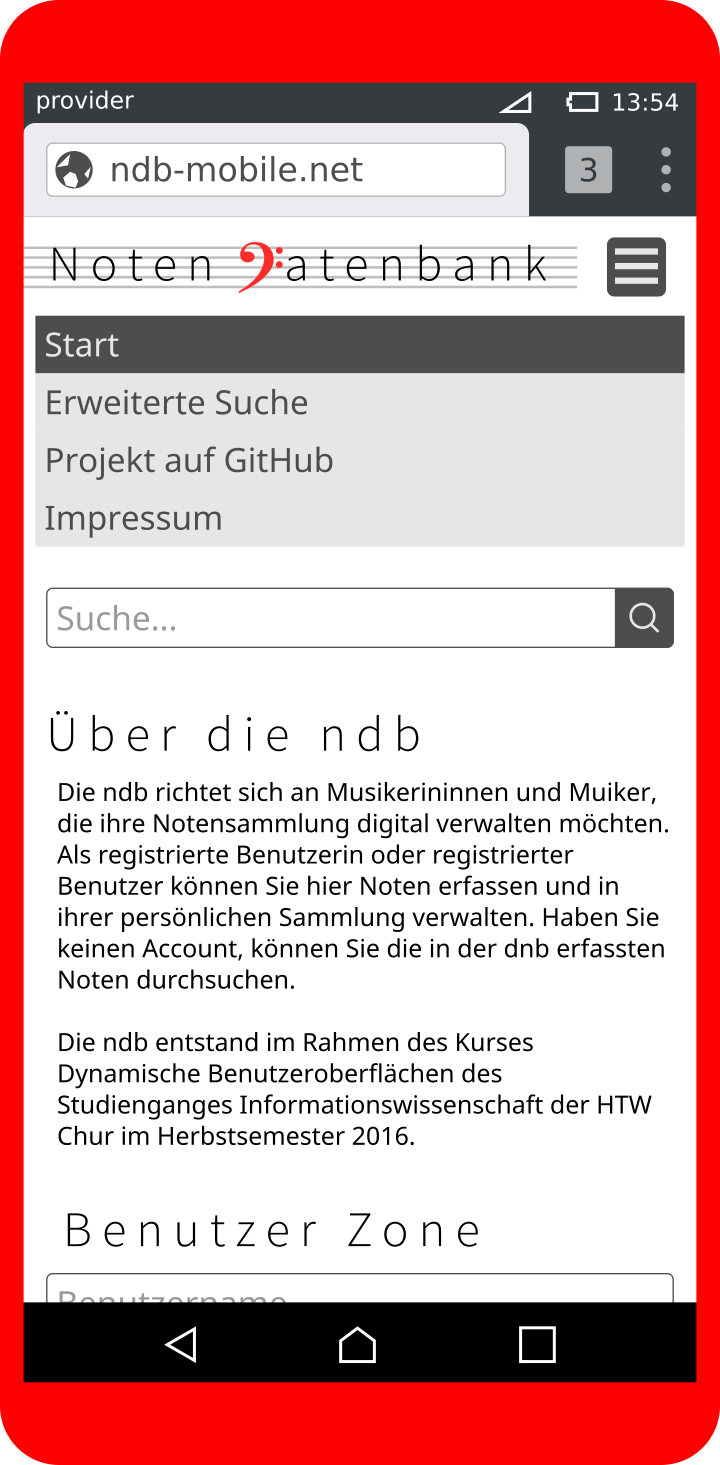 provider
13:54
ndb-mobile.net
3
Noten atenbank
Start
Erweiterte Suche
Projekt auf GitHub
Impressum
Suche...
Über die ndb
Die ndb richtet sich an Musikerininnen und Muiker,
die ihre Notensammlung digital verwalten möchten.
Als registrierte Benutzerin oder registrierter
Benutzer können Sie hier Noten erfassen und in
ihrer persönlichen Sammlung verwalten. Haben Sie
keinen Account, können Sie die in der dnb erfassten
Noten durchsuchen.
Die ndb entstand im Rahmen des Kurses
Dynamische Benutzeroberflächen des
Studienganges Informationswissenschaft der HTW
Chur im Herbstsemester 2016.
Benutzer Zone
Benutzername